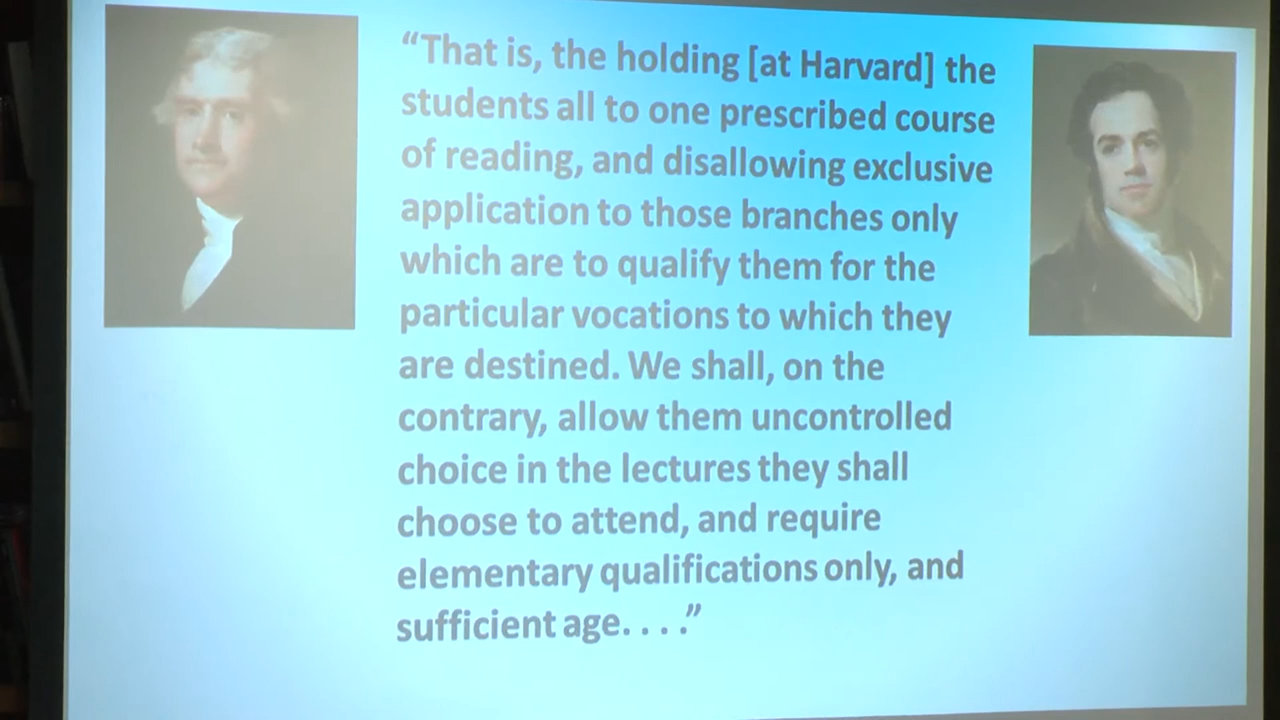 “That is, the holding [at Harvard] the
students all to one prescribed course
of reading, and disallowing exclusive
application to those branches only
which are to qualify them for the
particular vocations to which they
are destined. We shall, on the
contrary, allow them uncontrolled
choice in the lectures they shall
choose to attend, and require
elementary qualifications only, and
sufficient age. . . .”